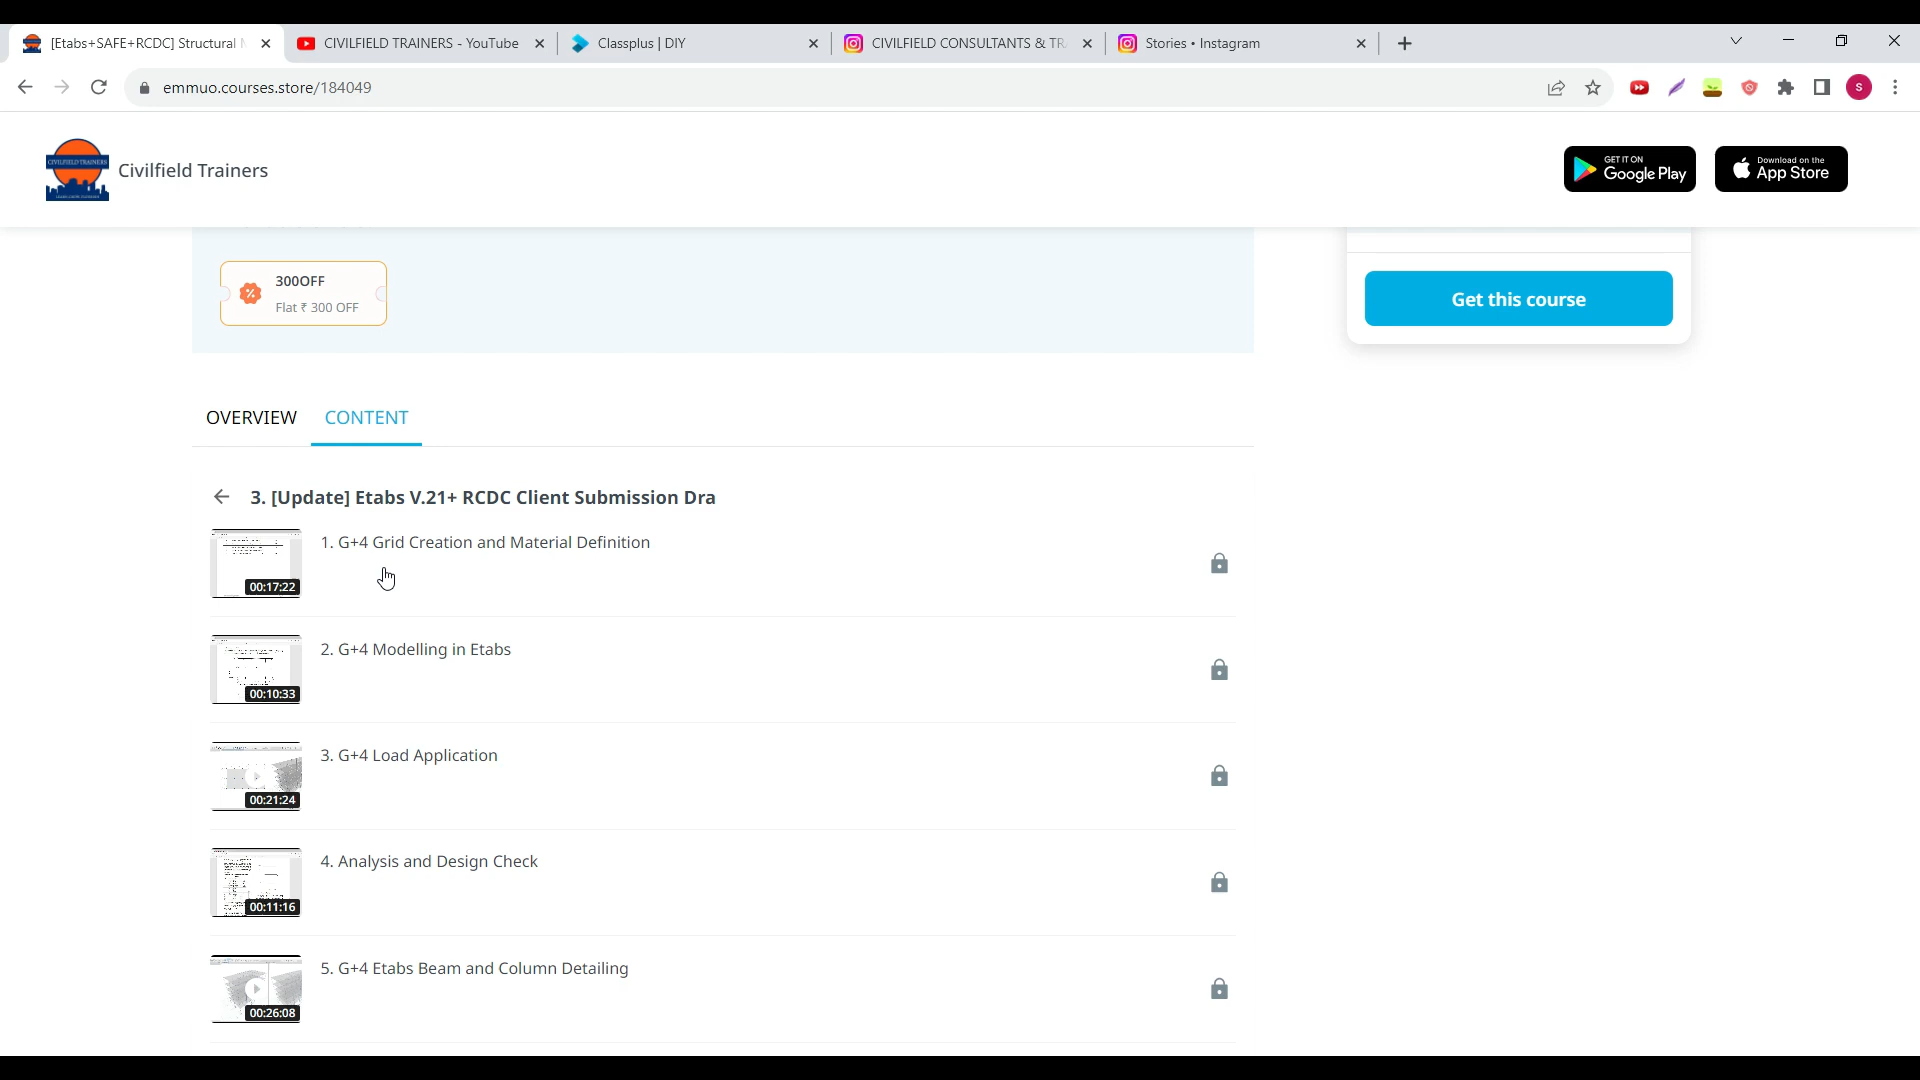 [Etabs+SAFE+RCDC] Structural
CIVILFIELD TRAINERS - YouTube
Classplus | DIY
CIVILFIELD CONSULTANTS & TR
Stories • Instagram
emmuo.courses.store/184049
S
CIVILFIELD TRAINERS
Civilfield Trainers
GET IT ON
Google Play
Download on the
App Store
300OFF
Flat ₹ 300 OFF
Get this course
OVERVIEW
CONTENT
3. [Update] Etabs V.21+ RCDC Client Submission Dra
1. G+4 Grid Creation and Material Definition
00:17:22
2. G+4 Modelling in Etabs
00:10:33
3. G+4 Load Application
00:21:24
4. Analysis and Design Check
00:11:16
5. G+4 Etabs Beam and Column Detailing
00:26:08